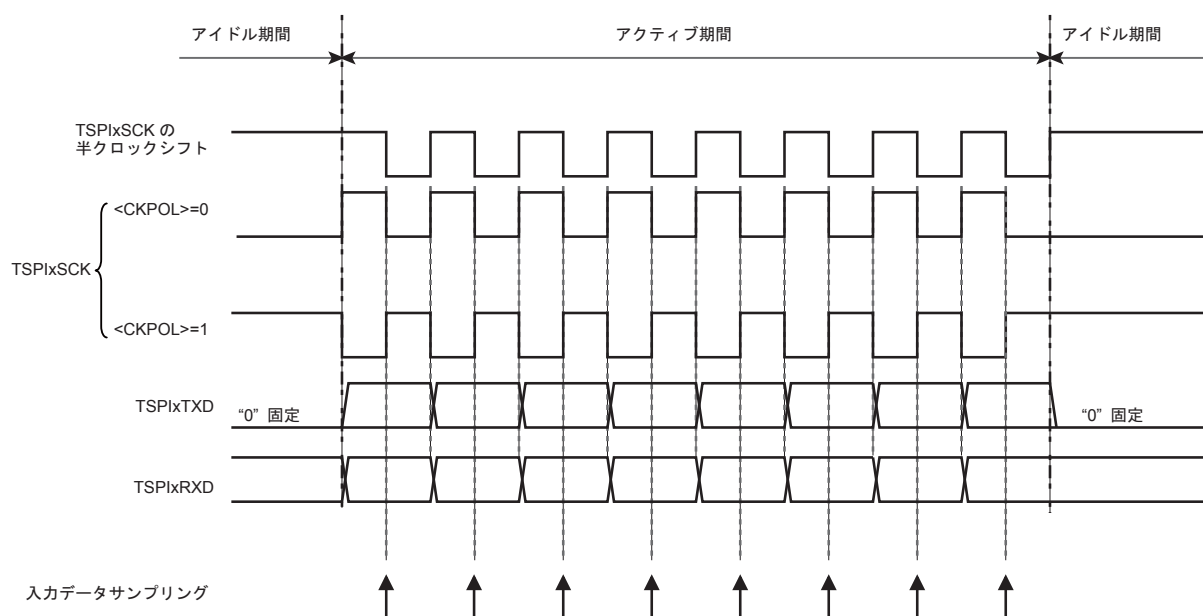 アイドル期間
アクティブ期間
アイドル期間
TSPIxSCK の
半クロックシフト
<CKPOL>=0
TSPIxSCK
<CKPOL>=1
TSPIxTXD
“0” 固定
“0” 固定
TSPIxRXD
入力データサンプリング